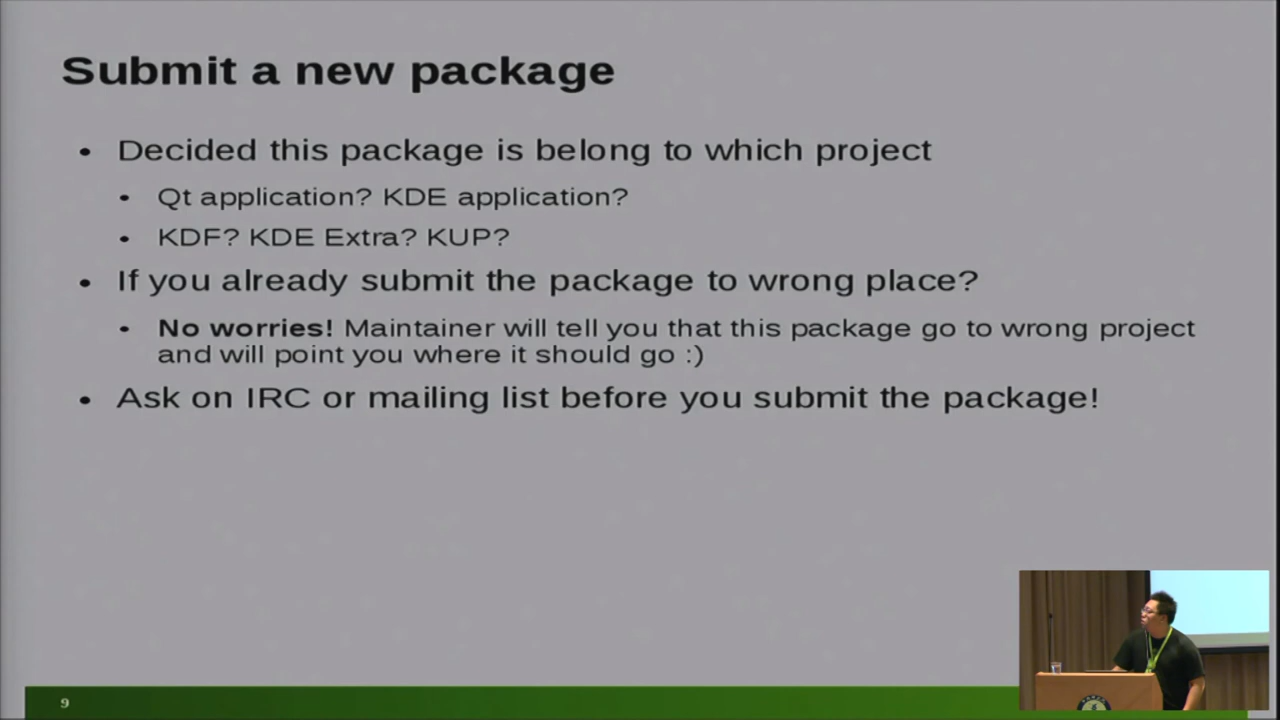 Submit a new package
• Decided this package is belong to which project
• Qt application? KDE application?
• KDF? KDE Extra? KUP?
• If you already submit the package to wrong place?
• No worries! Maintainer will tell you that this package go to wrong project
and will point you where it should go :)
• Ask on IRC or mailing list before you submit the package!
9